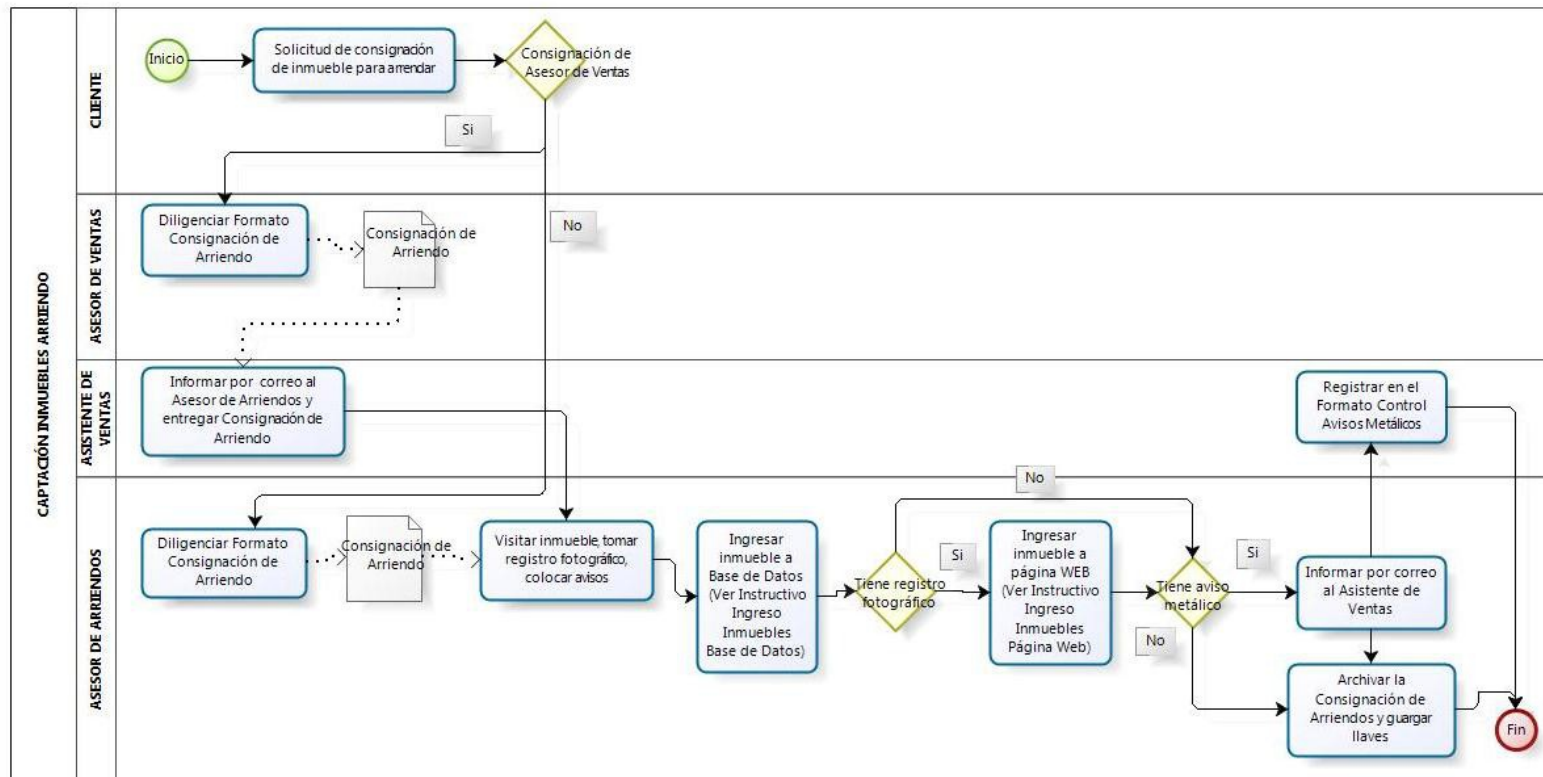 CAPTACIÓN INMUEBLES ARRIENDO
CLIENTE
Inicio
Solicitud de consignación
de inmueble para arrendar
Consignación de
Asesor de Ventas
Si
No
ASESOR DE VENTAS
Diligenciar Formato
Consignación de
Arriendo
Consignación de
Arriendo
ASISTENTE DE
VENTAS
Informar por correo al
Asesor de Arriendos y
entregar Consignación de
Arriendo
Registrar en el
Formato Control
Avisos Metálicos
ASESOR DE ARRIENDOS
Diligenciar Formato
Consignación de
Arriendo
Consignación de
Arriendo
Visitar inmueble, tomar
registro fotográfico,
colocar avisos
Ingresar
inmueble a
Base de Datos
(Ver Instructivo
Ingreso
Inmuebles
Base de Datos)
Tiene registro
fotográfico
No
Si
Ingresar
inmueble a
página WEB
(Ver Instructivo
Ingreso
Inmuebles
Página Web)
Tiene aviso
metálico
Si
No
Informar por correo
al Asistente de
Ventas
Archivar la
Consignación de
Arriendos y guargar
llaves
Fin